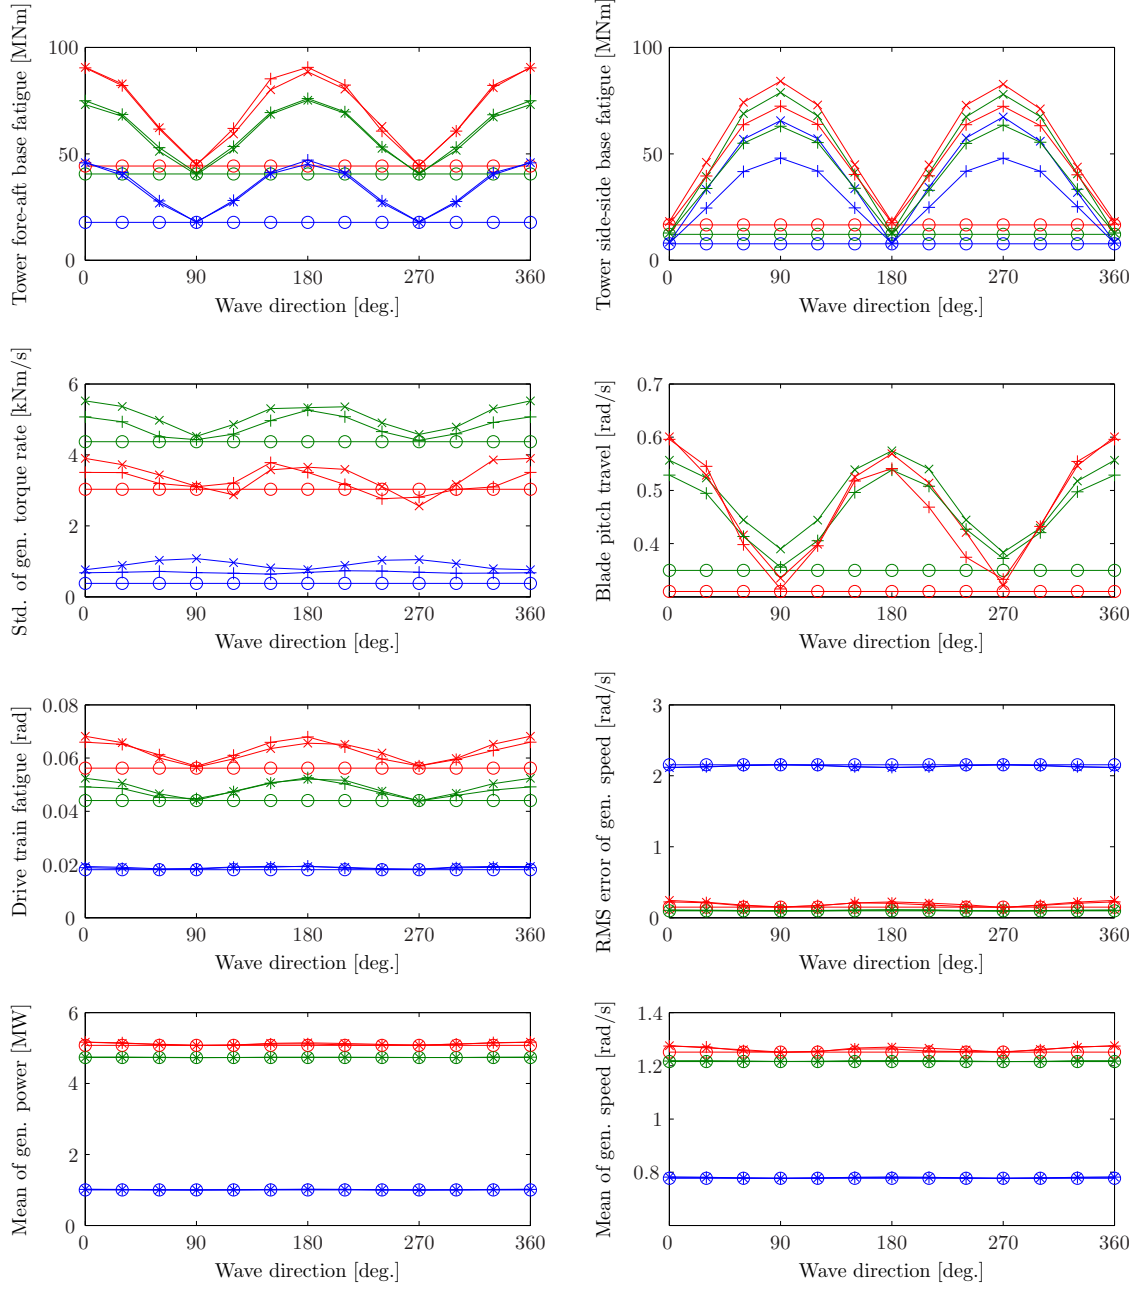 Tower fore-aft base fatigue [MNm]
100
50
0
0 90 180 270 360
Wave direction [deg.]
Tower side-side base fatigue [MNm]
100
50
0
0 90 180 270 360
Wave direction [deg.]
Std. of gen. torque rate [kNm/s]
6
4
2
0
0 90 180 270 360
Wave direction [deg.]
Blade pitch travel [rad/s]
0.7
0.6
0.5
0.4
0 90 180 270 360
Wave direction [deg.]
Drive train fatigue [rad]
0.08
0.06
0.04
0.02
0
0 90 180 270 360
Wave direction [deg.]
RMS error of gen. speed [rad/s]
3
2
1
0
0 90 180 270 360
Wave direction [deg.]
Mean of gen. power [MW]
6
4
2
0
0 90 180 270 360
Wave direction [deg.]
Mean of gen. speed [rad/s]
1.4
1.2
1
0.8
0 90 180 270 360
Wave direction [deg.]